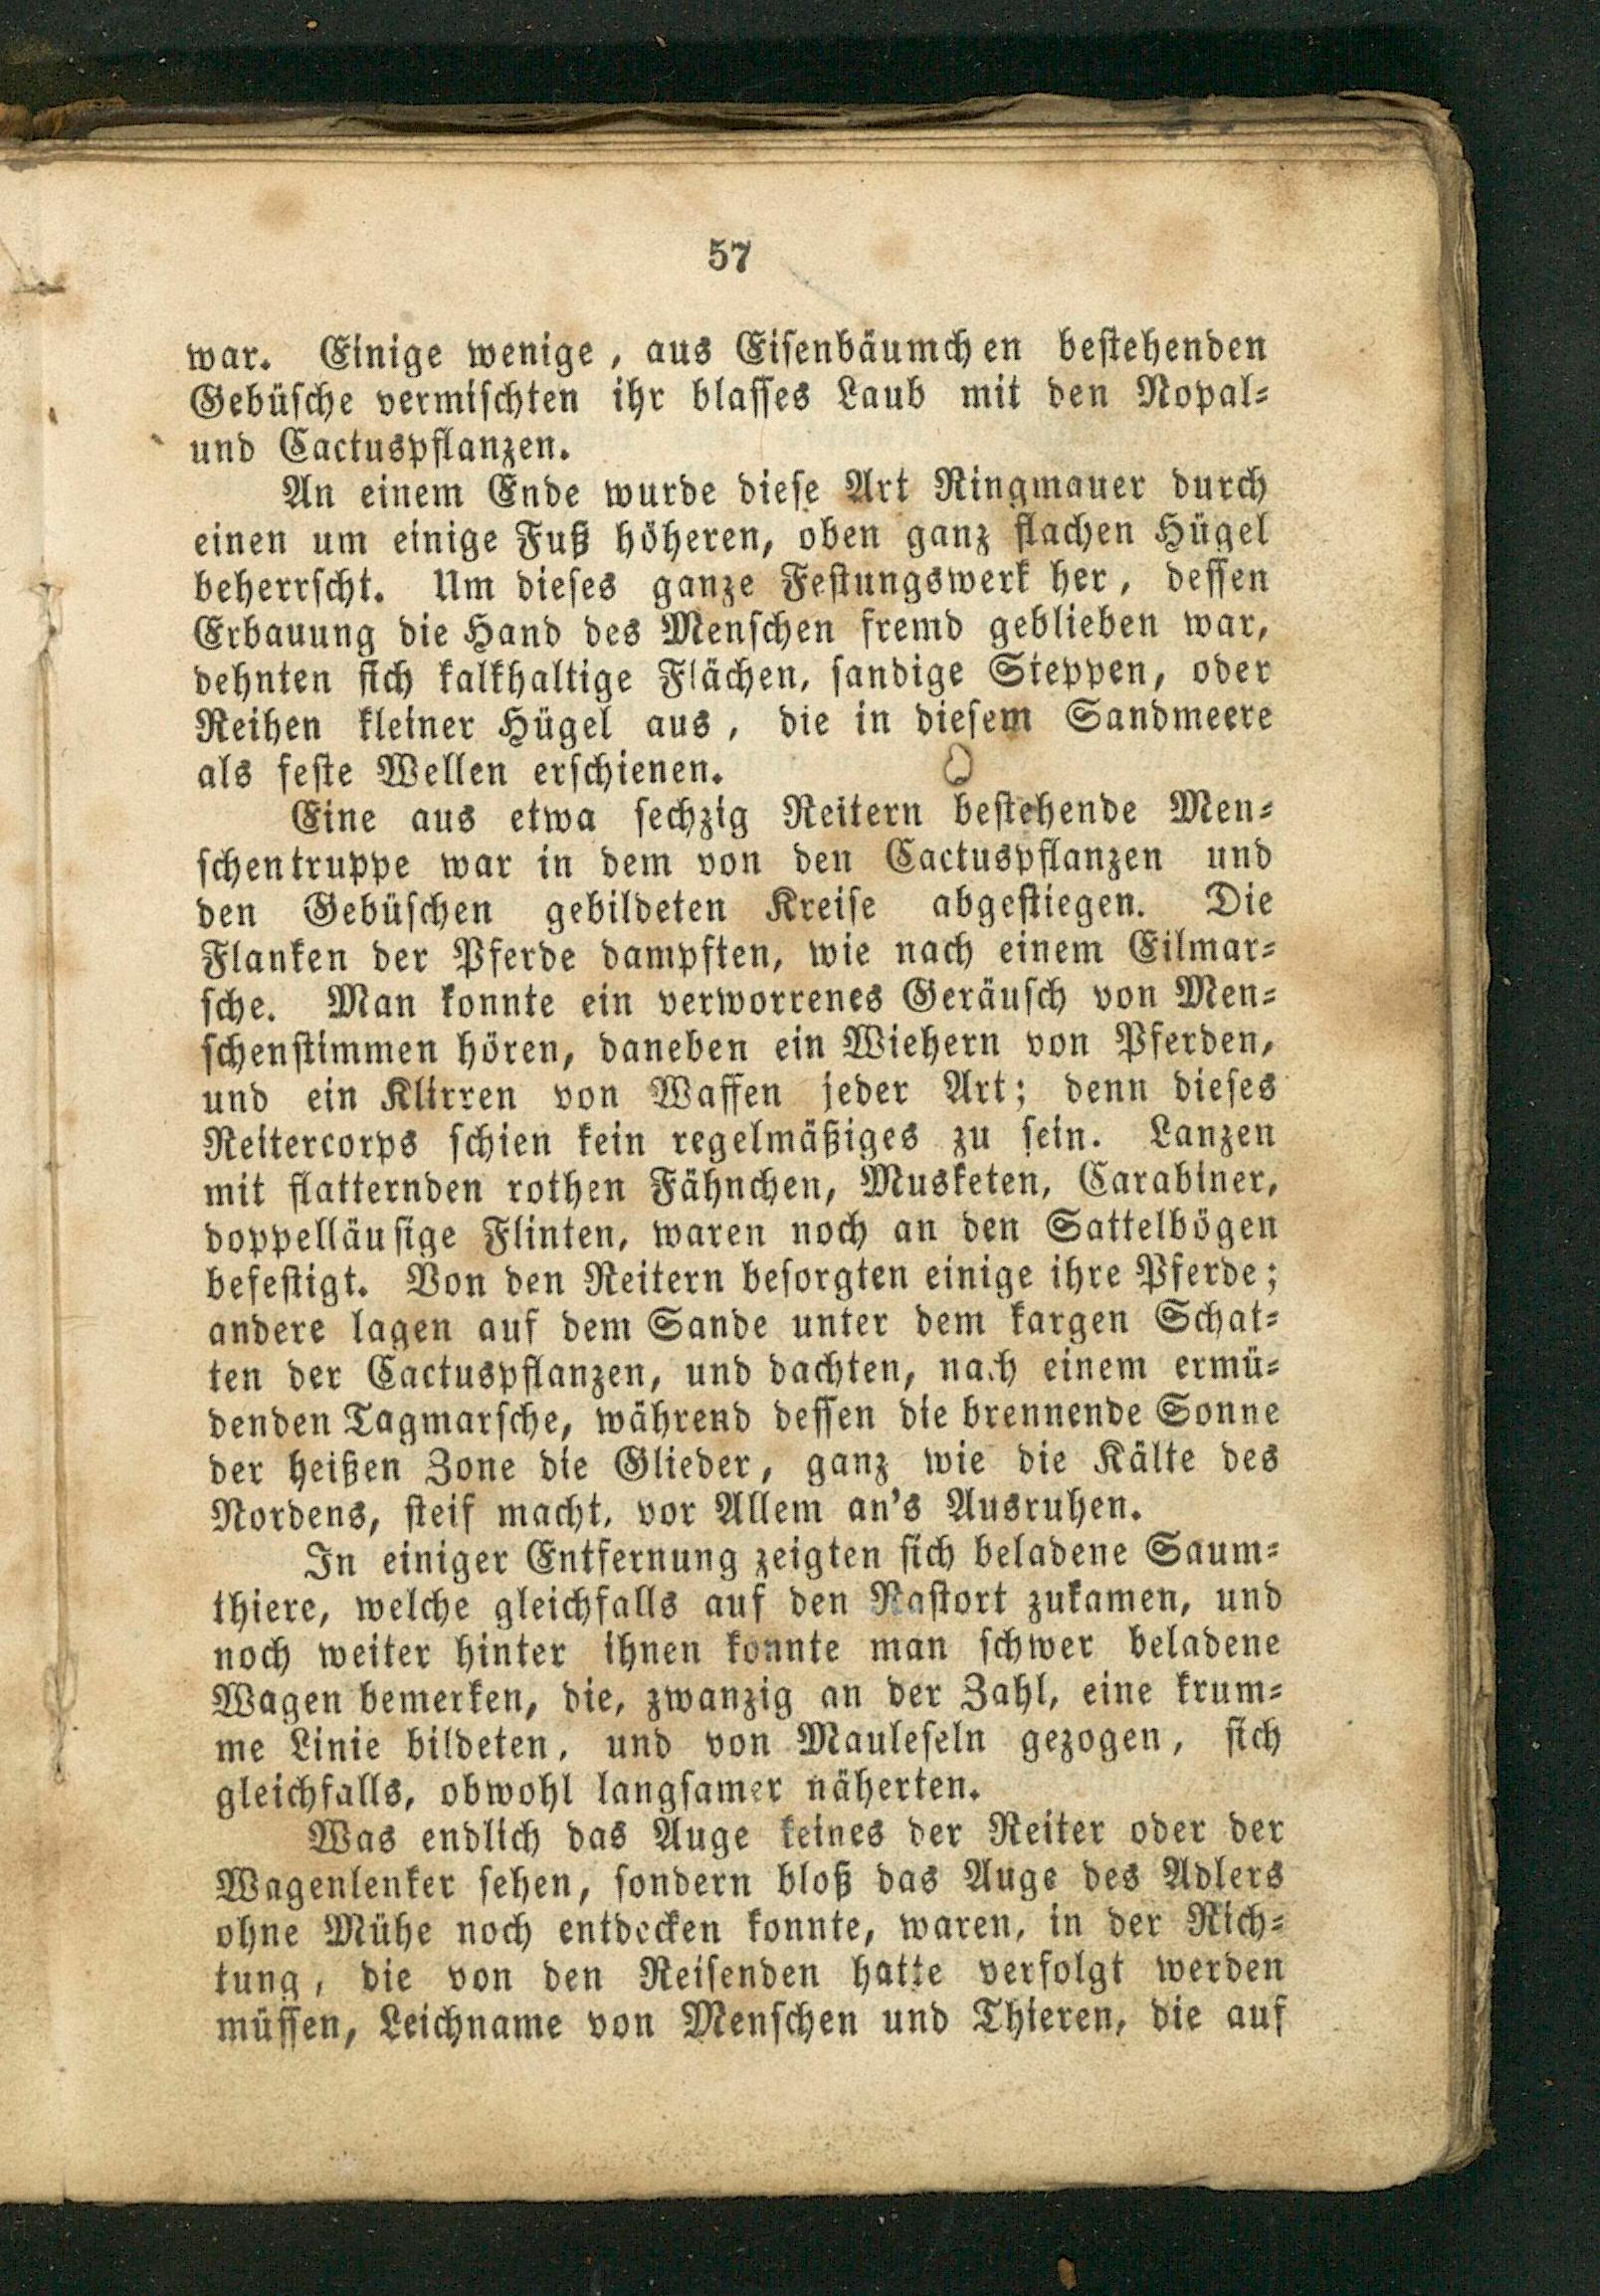 57
war. Einige wenige, aus Eisenbäumchen bestehenden
Gebüsche vermischten ihr blasses Laub mit den Nopal-
und Cactuspflanzen.
An einem Ende wurde diese Art Ringmauer durch
einen um einige Fuß höheren, oben ganz flachen Hügel
beherrscht. Um dieses ganze Festungswerk her, dessen
Erbauung die Hand des Menschen fremd geblieben war,
dehnten sich kalkhaltige Flächen, sandige Steppen, oder
Reihen kleiner Hügel aus, die in diesem Sandmeere
als feste Wellen erschienen.
Eine aus etwa sechzig Reitern bestehende Men-
schentruppe war in dem von den Cactuspflanzen und
den Gebüschen gebildeten Kreise abgestiegen. Die
Flanken der Pferde dampften, wie nach einem Eilmar-
sche. Man konnte ein verworrenes Geräusch von Men-
schenstimmen hören, daneben ein Wiehern von Pferden,
und ein Klirren von Waffen jeder Art; denn dieses
Reitercorps schien kein regelmäßiges zu sein. Lanzen
mit flatternden rothen Fähnchen, Musketen, Carabiner,
doppelläufige Flinten, waren noch an den Sattelbögen
befestigt. Von den Reitern besorgten einige ihre Pferde;
andere lagen auf dem Sande unter dem kargen Schat-
ten der Cactuspflanzen, und dachten, nach einem ermü-
denden Tagmarsche, während dessen die brennende Sonne
der heißen Zone die Glieder, ganz wie die Kälte des
Nordens, steif macht, vor Allem an's Ausruhen.
In einiger Entfernung zeigten sich beladene Saum-
thiere, welche gleichfalls auf den Rastort zukamen, und
noch weiter hinter ihnen konnte man schwer beladene
Wagen bemerken, die, zwanzig an der Zahl, eine krum-
me Linie bildeten, und von Mauleseln gezogen, sich
gleichfalls, obwohl langsamer näherten.
Was endlich das Auge keines der Reiter oder der
Wagenlenker sehen, sondern bloß das Auge des Adlers
ohne Mühe noch entdecken konnte, waren, in der Rich-
tung, die von den Reisenden hatte verfolgt werden
müssen, Leichname von Menschen und Thieren, die auf